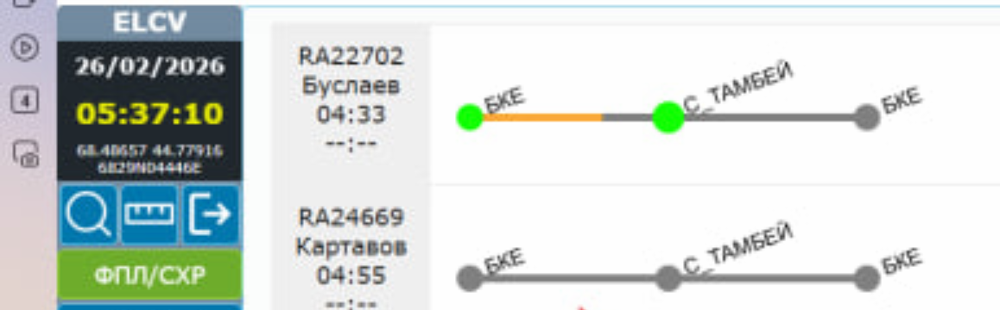 ELCV
26/02/2026
05:37:10
68.48657 44.77916
6829N04446E
ФПЛ/СХР
4
RA22702
Буслаев
04:33
--:--
БКЕ
С_ТАМБЕЙ
БКЕ
RA24669
Картавов
04:55
--:--
БКЕ
С_ТАМБЕЙ
БКЕ